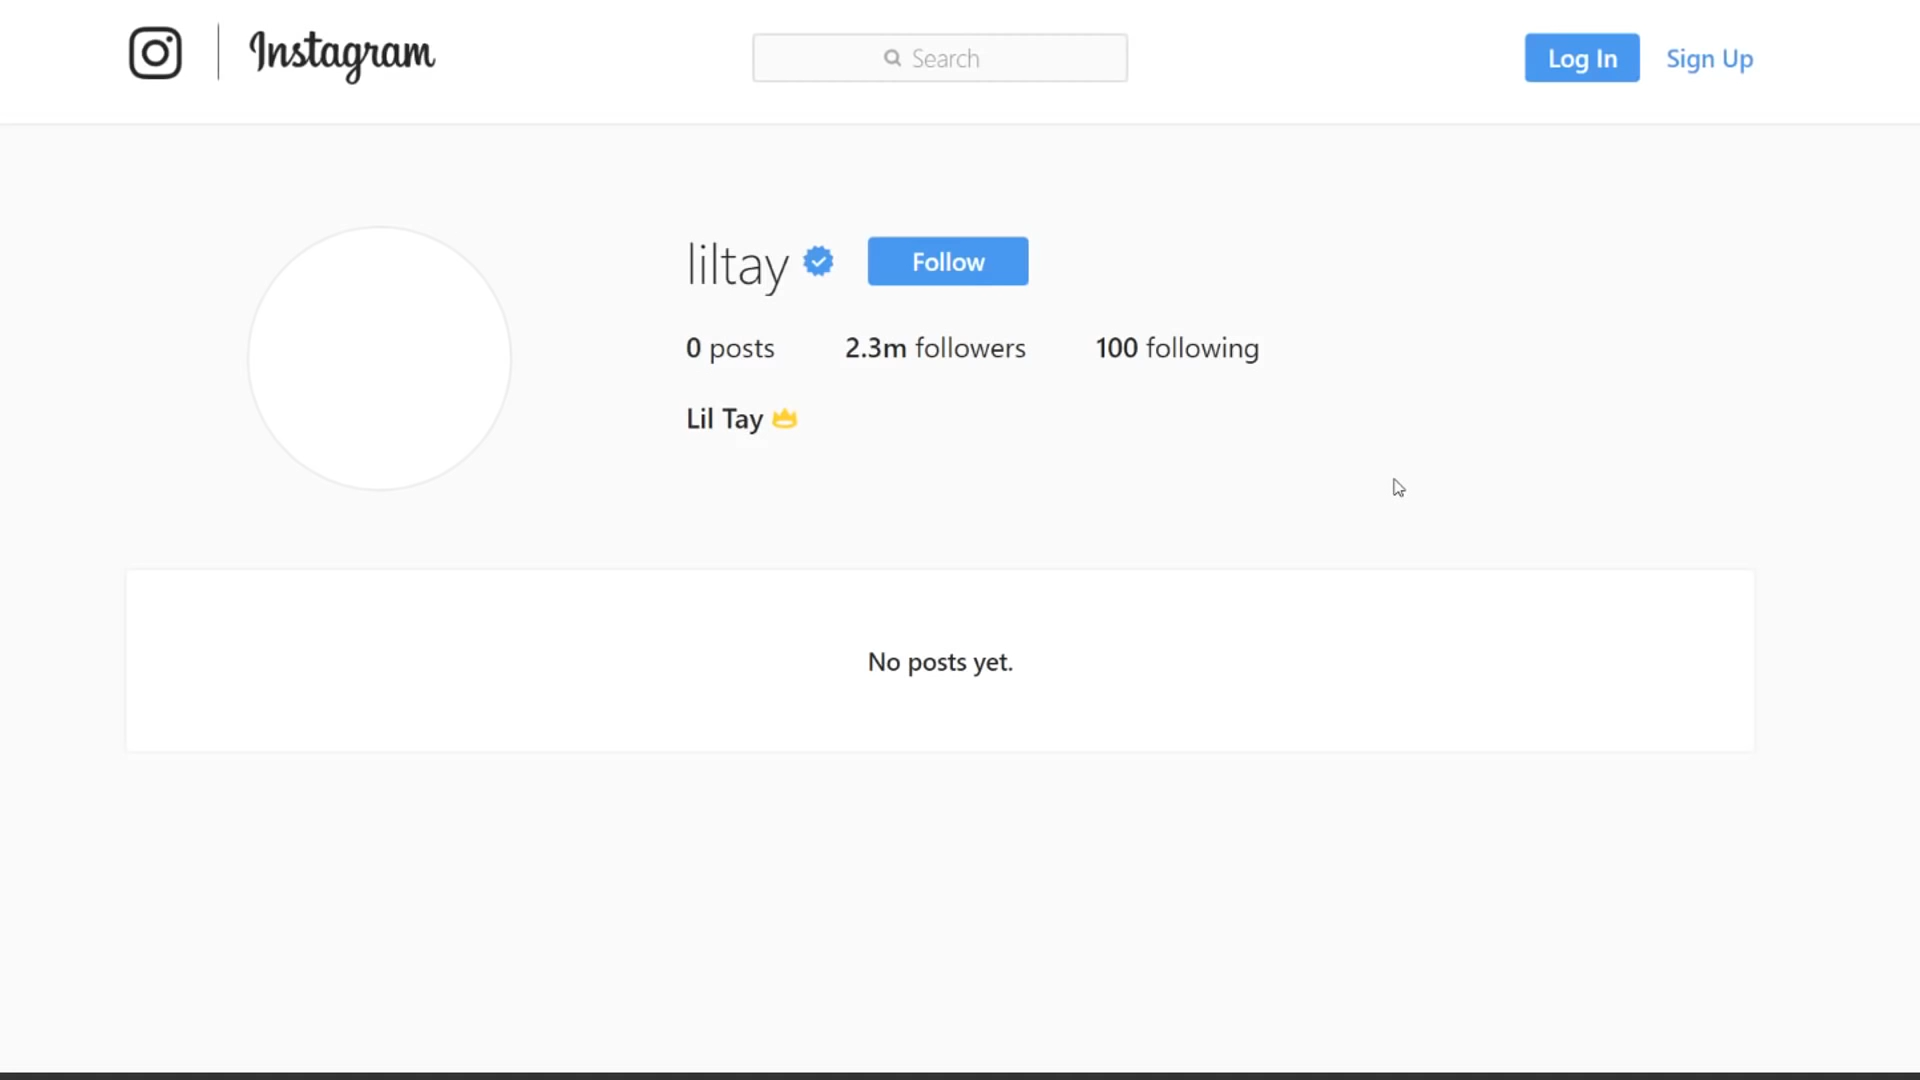 Instagram
Search
Log In
Sign Up
liltay
Follow
0 posts
2.3m followers
100 following
Lil Tay 👑
No posts yet.